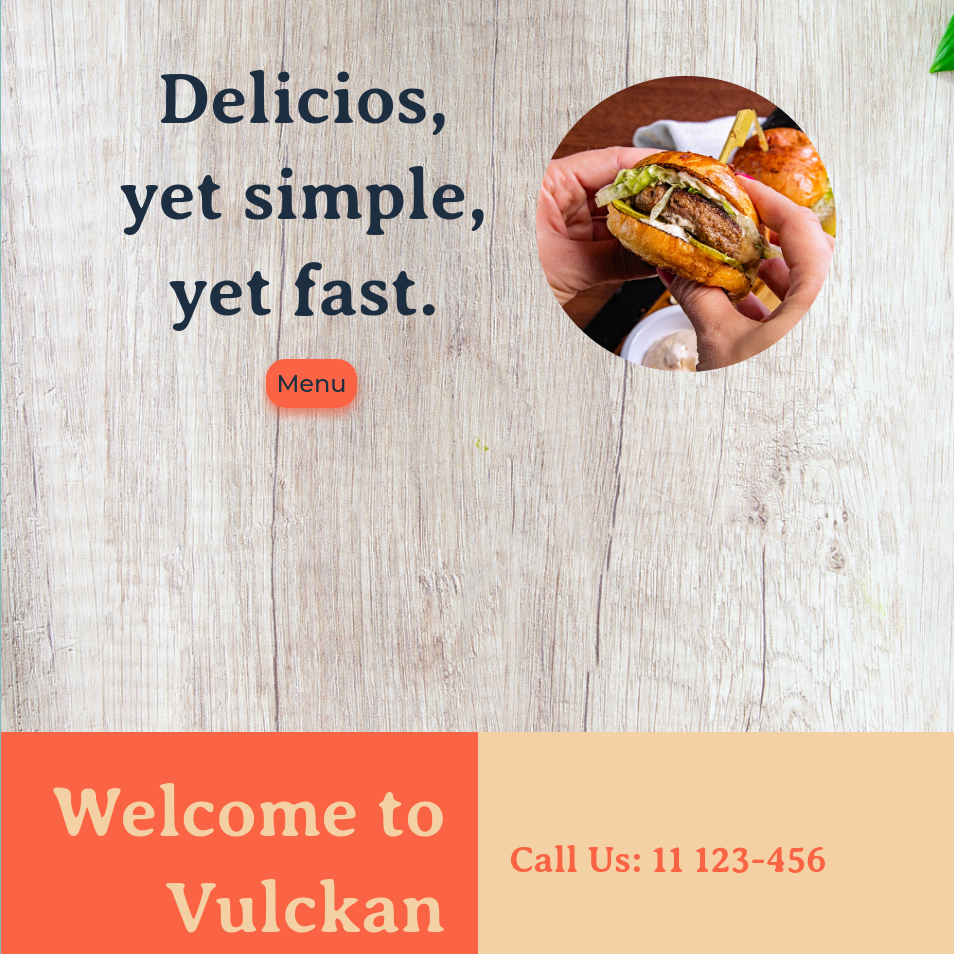 Delicios,
yet simple,
yet fast.
Menu
Welcome to
Vulckan
Call Us: 11 123-456